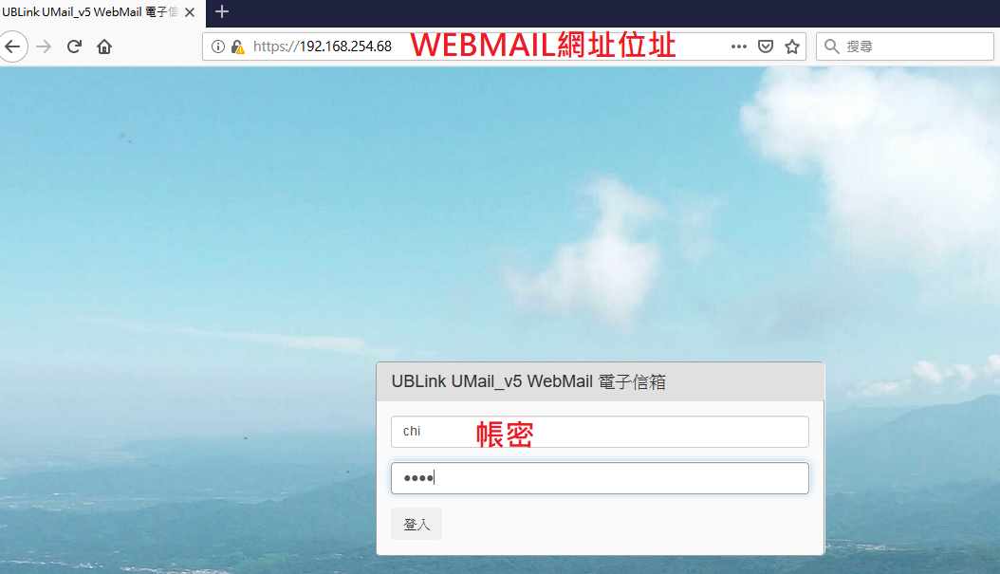 UBLink UMail_v5 WebMail 電子信
https://192.168.254.68 WEBMAIL網址位址 搜尋
UBLink UMail_v5 WebMail 電子信箱
chi 帳密
••••
登入